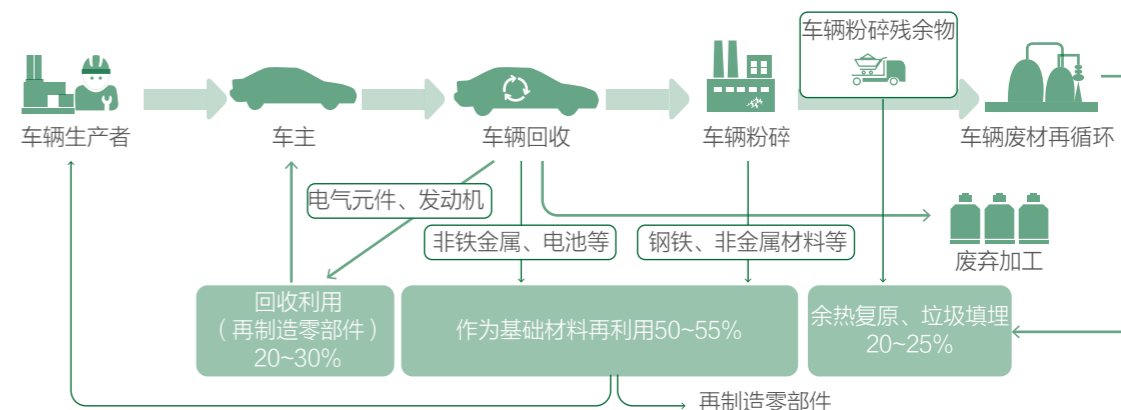 车辆粉碎残余物
车辆生产者
车主
车辆回收
车辆粉碎
车辆废材再循环
电气元件、发动机
非铁金属、电池等
钢铁、非金属材料等
废弃加工
回收利用
（再制造零部件）
20~30%
作为基础材料再利用50~55%
余热复原、垃圾填埋
20~25%
再制造零部件